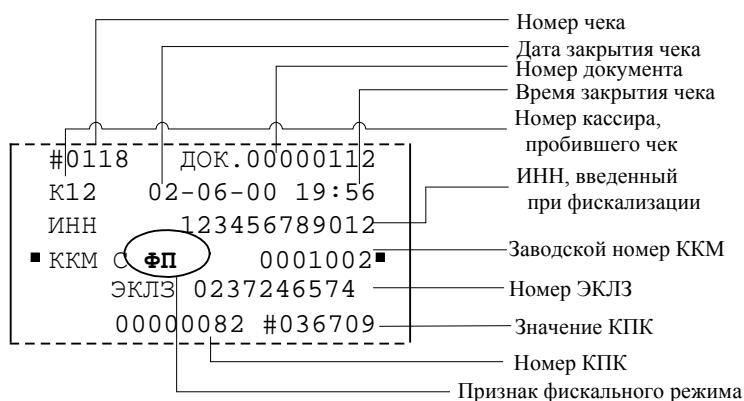 Номер чека
Дата закрытия чека
Номер документа
Время закрытия чека
Номер кассира,
пробившего чек
#0118 ДОК.00000112
К12 02-06-00 19:56
ИНН, введенный
при фискализации
ИНН 123456789012
ККМ С ФП 0001002
Заводской номер ККМ
ЭКЛЗ 0237246574
Номер ЭКЛЗ
00000082 #036709
Значение КПК
Номер КПК
Признак фискального режима